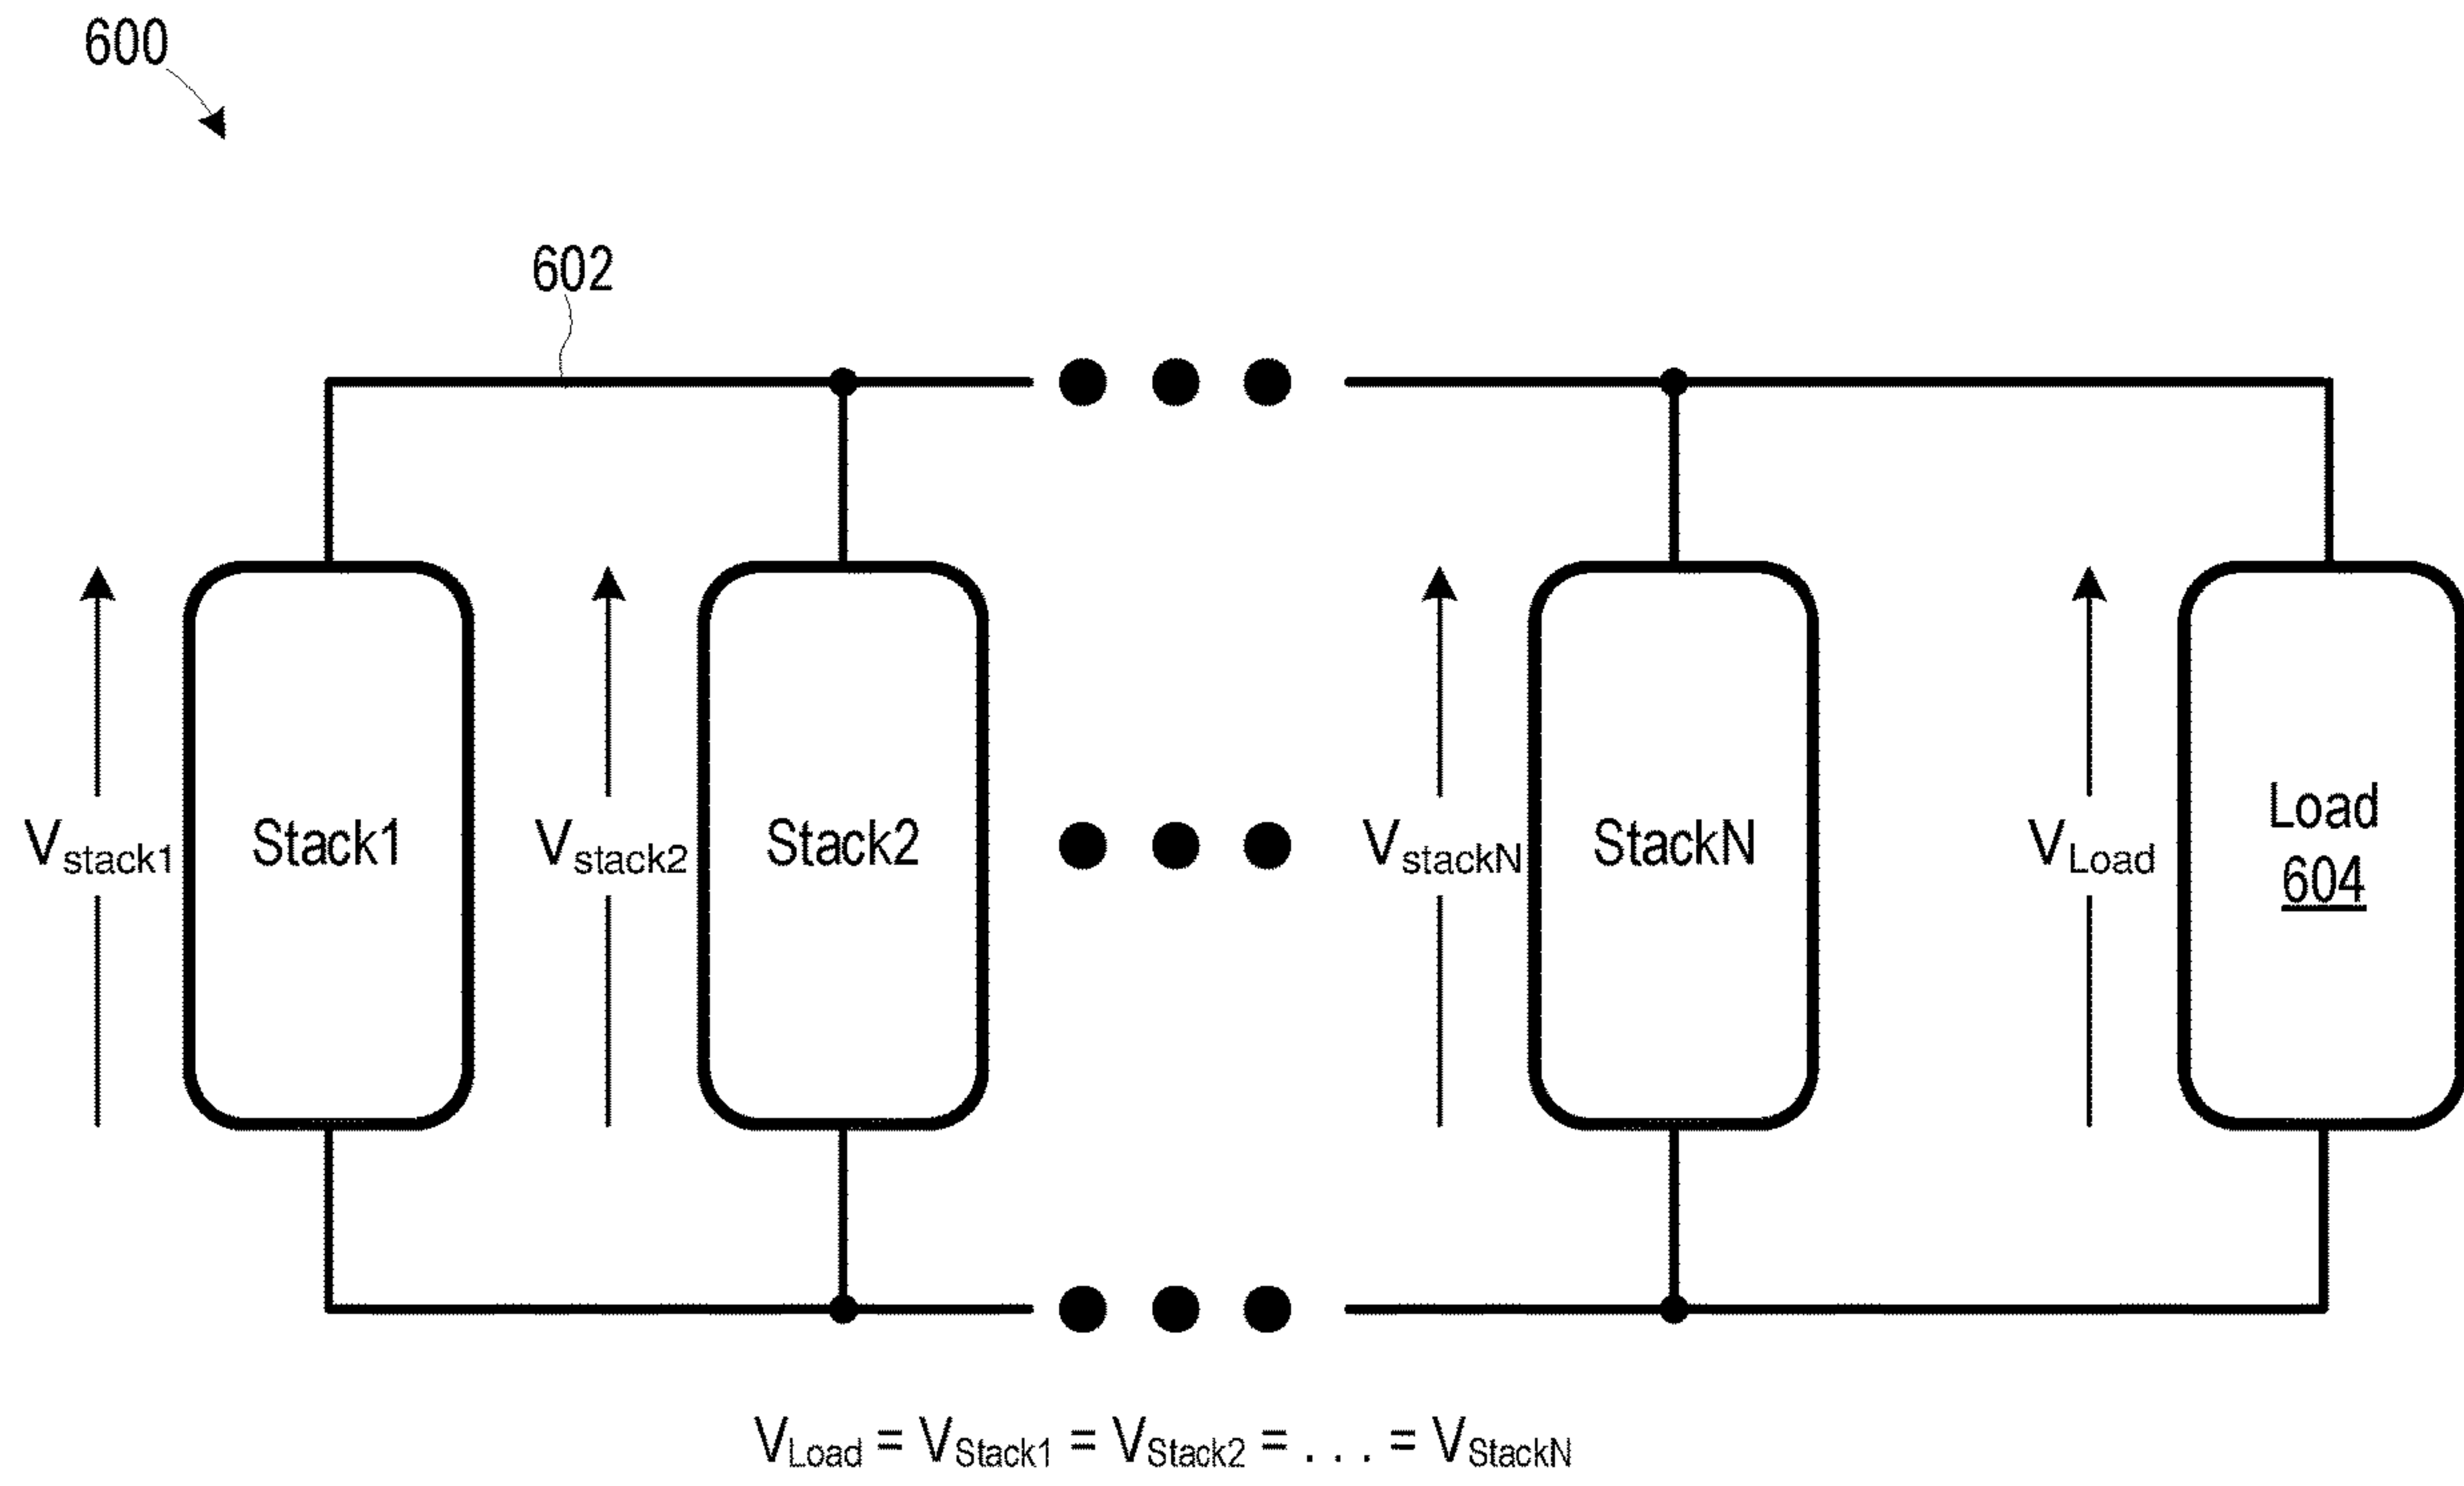 600
602
Vstack1
Stack1
Vstack2
Stack2
VstackN
StackN
VLoad
Load
604
VLoad = VStack1 = VStack2 = . . . = VStackN